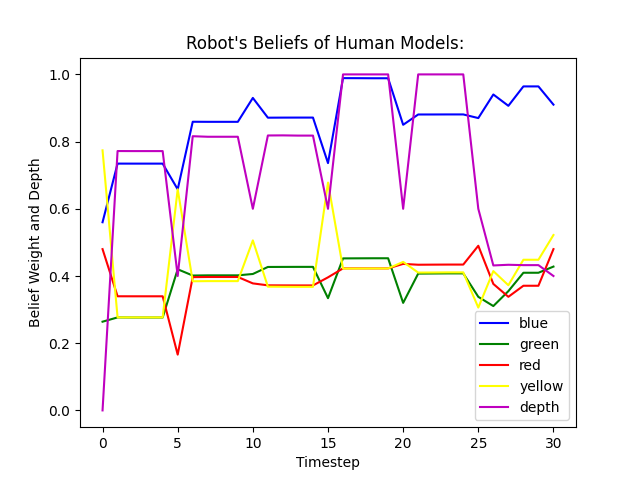 Robot's Beliefs of Human Models:
Belief Weight and Depth
1.0
0.8
0.6
0.4
0.2
0.0
blue
green
red
yellow
depth
0 5 10 15 20 25 30
Timestep